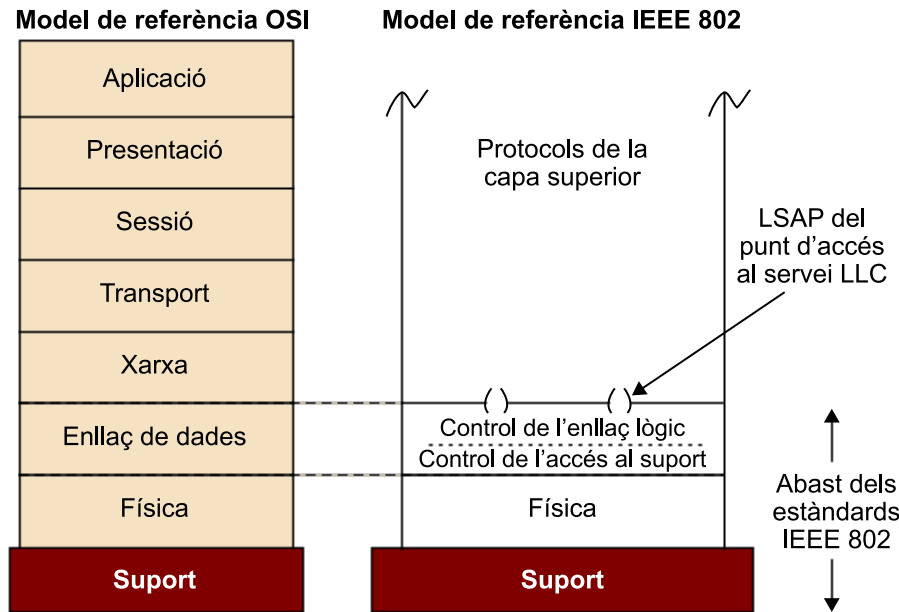 Model de referència OSI
Aplicació
Presentació
Sessió
Transport
Xarxa
Enllaç de dades
Física
Suport
Model de referència IEEE 802
Protocols de la
capa superior
LSAP del
punt d’accés
al servei LLC
Control de l’enllaç lògic
Control de l’accés al suport
Física
Suport
Abast dels
estàndards
IEEE 802